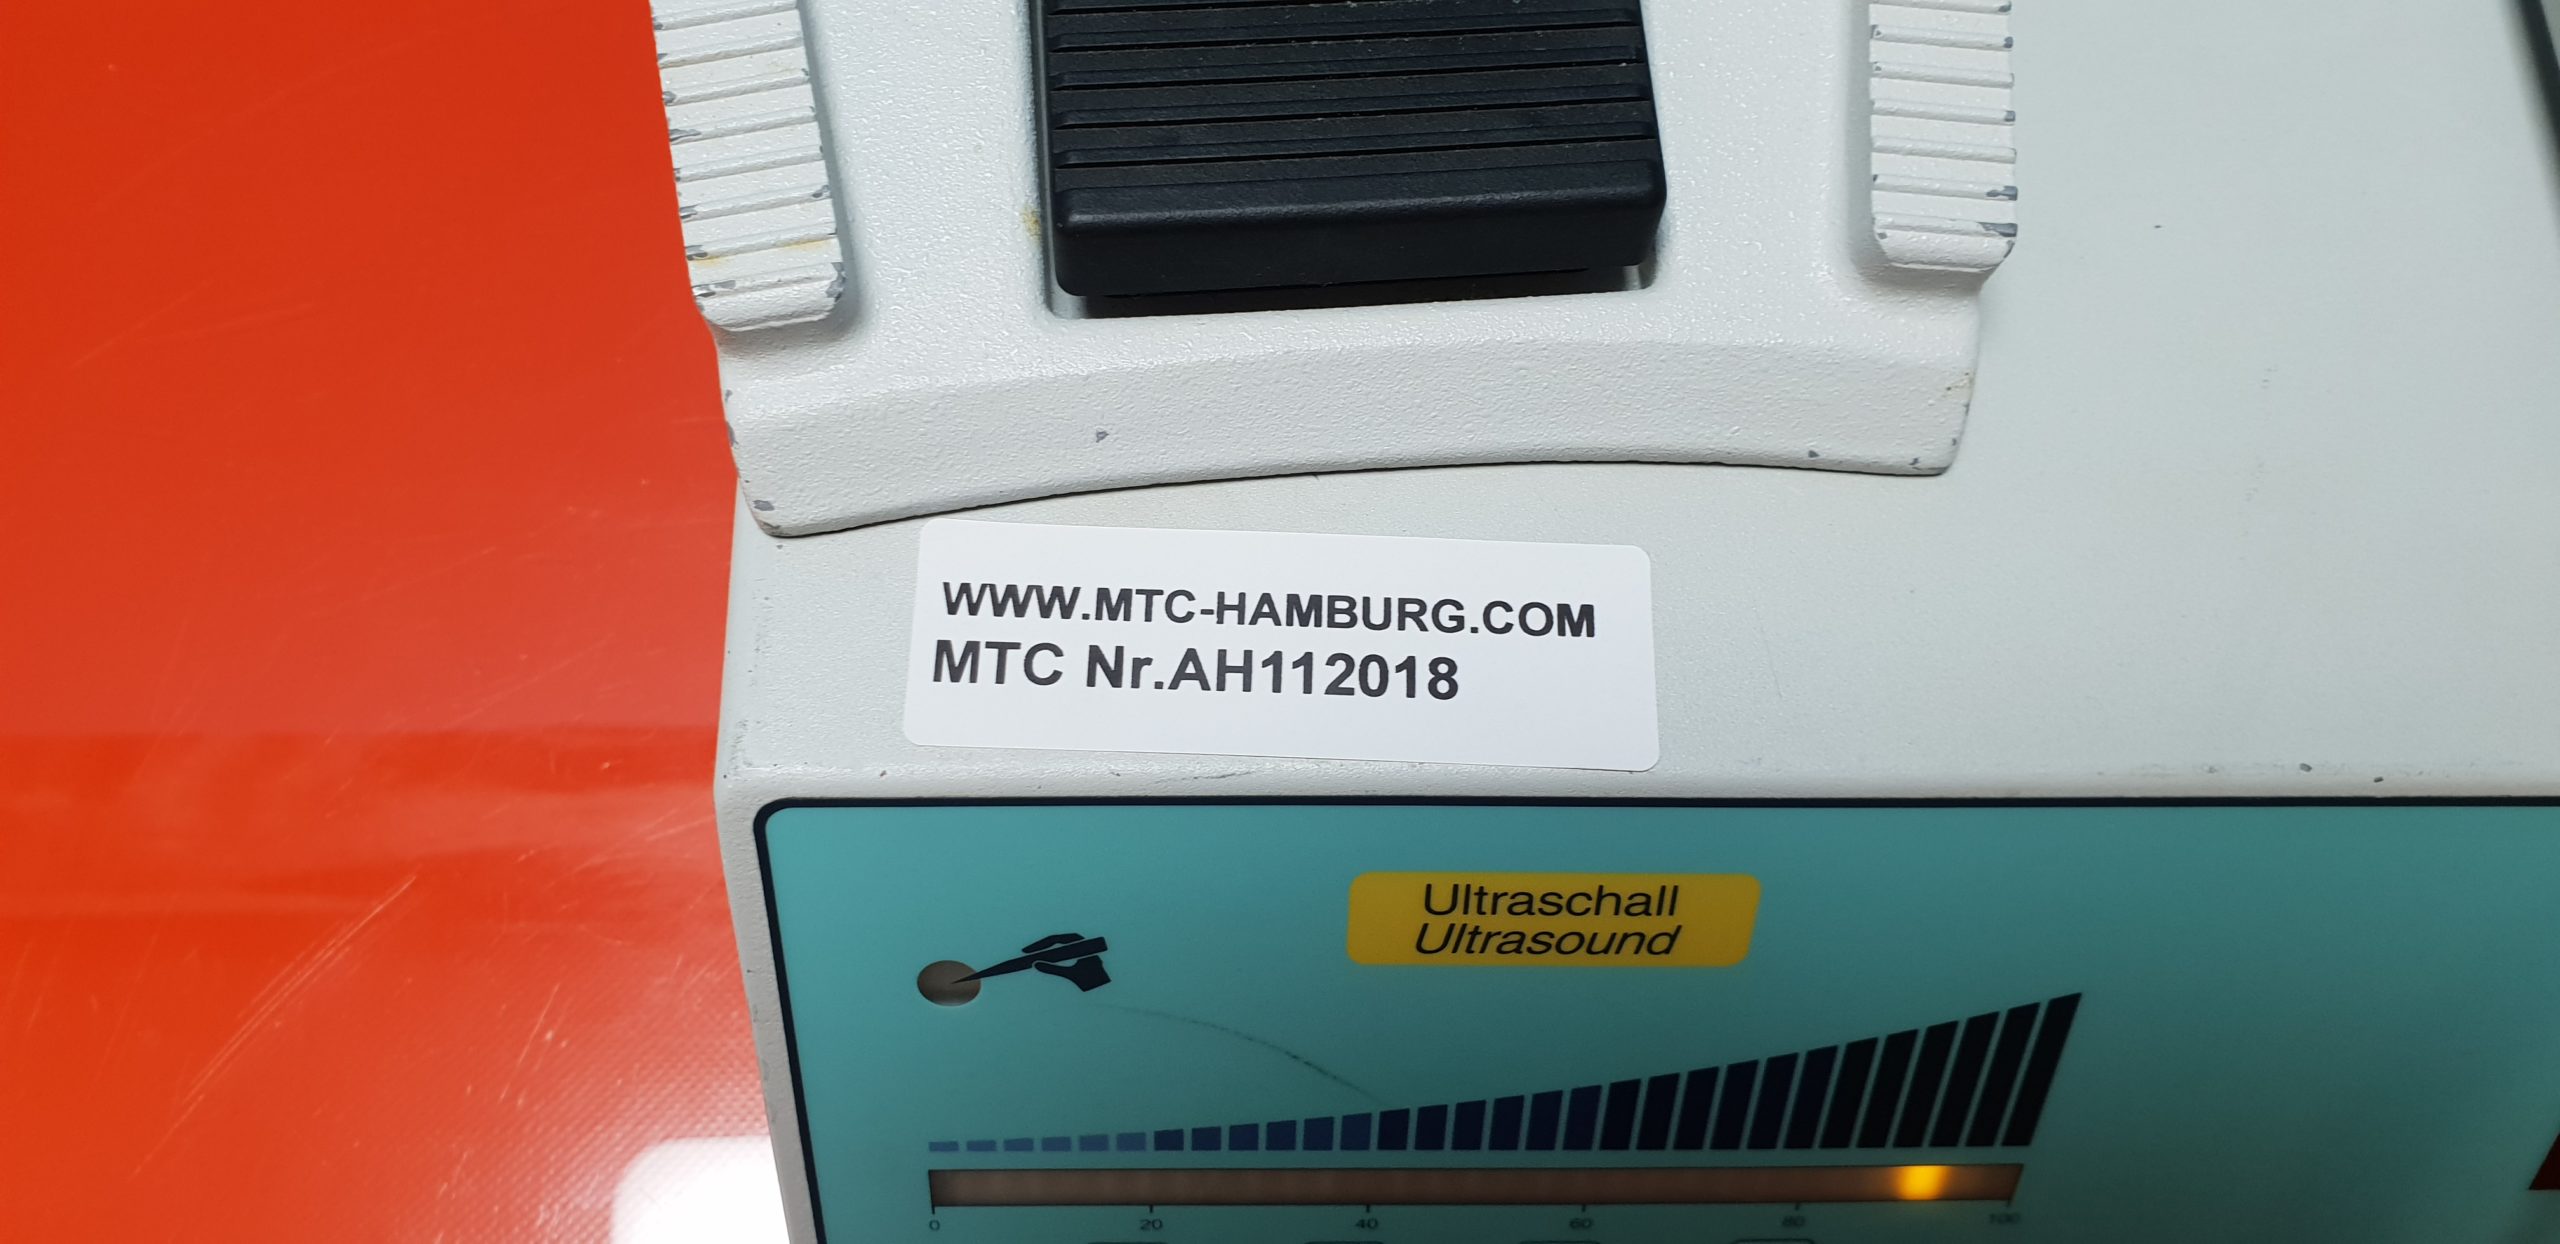 WWW.MTC-HAMBURG.COM
MTC Nr.AH112018
Ultraschall
Ultrasound
0 20 40 60 80 100